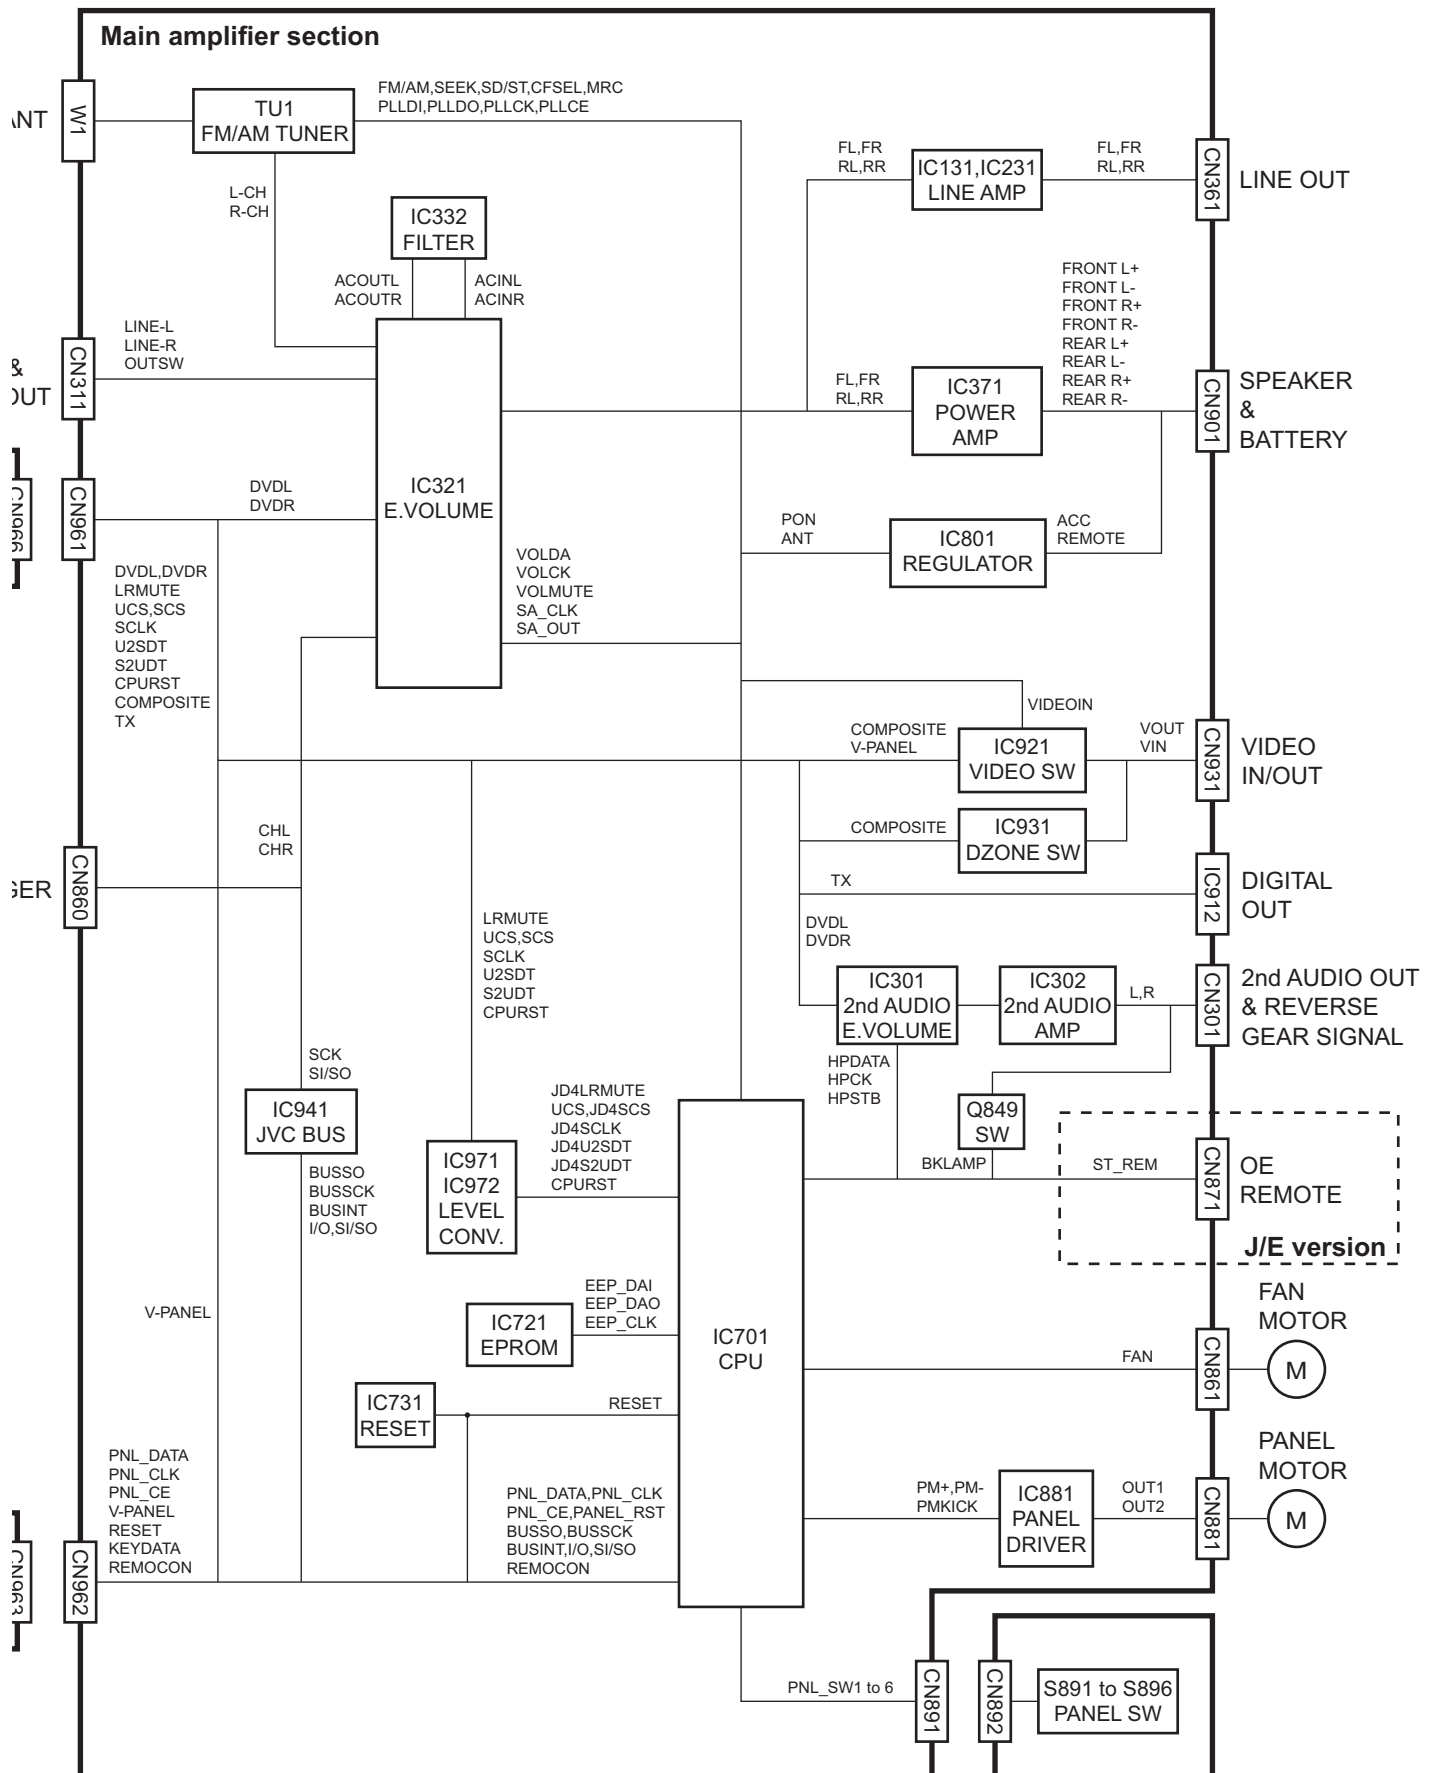 Main amplifier section
W1
TU1
FM/AM TUNER
FM/AM,SEEK,SD/ST,CFSEL,MRC
PLLDI,PLLDO,PLLCK,PLLCE
L-CH
R-CH
IC332
FILTER
ACOUTL
ACOUTR
ACINL
ACINR
FL,FR
RL,RR
IC131,IC231
LINE AMP
FL,FR
RL,RR
CN361
LINE OUT
&
OUT
CN311
LINE-L
LINE-R
OUTSW
FRONT L+
FRONT L-
FRONT R+
FRONT R-
REAR L+
REAR L-
REAR R+
REAR R-
FL,FR
RL,RR
IC371
POWER
AMP
CN901
SPEAKER
&
BATTERY
CN966
CN961
DVDL
DVDR
IC321
E.VOLUME
PON
ANT
IC801
REGULATOR
ACC
REMOTE
DVDL,DVDR
LRMUTE
UCS,SCS
SCLK
U2SDT
S2UDT
CPURST
COMPOSITE
TX
VOLDA
VOLCK
VOLMUTE
SA_CLK
SA_OUT
VIDEOIN
COMPOSITE
V-PANEL
IC921
VIDEO SW
VOUT
VIN
CN931
VIDEO
IN/OUT
COMPOSITE
IC931
DZONE SW
CHL
CHR
CN860
TX
IC912
DIGITAL
OUT
DVDL
DVDR
LRMUTE
UCS,SCS
SCLK
U2SDT
S2UDT
CPURST
IC301
2nd AUDIO
E.VOLUME
IC302
2nd AUDIO
AMP
L,R
CN301
2nd AUDIO OUT
& REVERSE
GEAR SIGNAL
HPDATA
HPCK
HPSTB
Q849
SW
SCK
SI/SO
IC941
JVC BUS
BUSSO
BUSSCK
BUSINT
I/O,SI/SO
IC971
IC972
LEVEL
CONV.
JD4LRMUTE
UCS,JD4SCS
JD4SCLK
JD4U2SDT
JD4S2UDT
CPURST
BKLAMP
ST_REM
CN871
OE
REMOTE
J/E version
V-PANEL
IC721
EPROM
EEP_DAI
EEP_DAO
EEP_CLK
IC701
CPU
FAN
MOTOR
FAN
CN861
M
IC731
RESET
RESET
PANEL
MOTOR
PM+,PM-
PMKICK
IC881
PANEL
DRIVER
OUT1
OUT2
CN881
M
PNL_DATA
PNL_CLK
PNL_CE
V-PANEL
RESET
KEYDATA
REMOCON
PNL_DATA,PNL_CLK
PNL_CE,PANEL_RST
BUSSO,BUSSCK
BUSINT,I/O,SI/SO
REMOCON
CN963
CN962
PNL_SW1 to 6
CN891
CN892
S891 to S896
PANEL SW